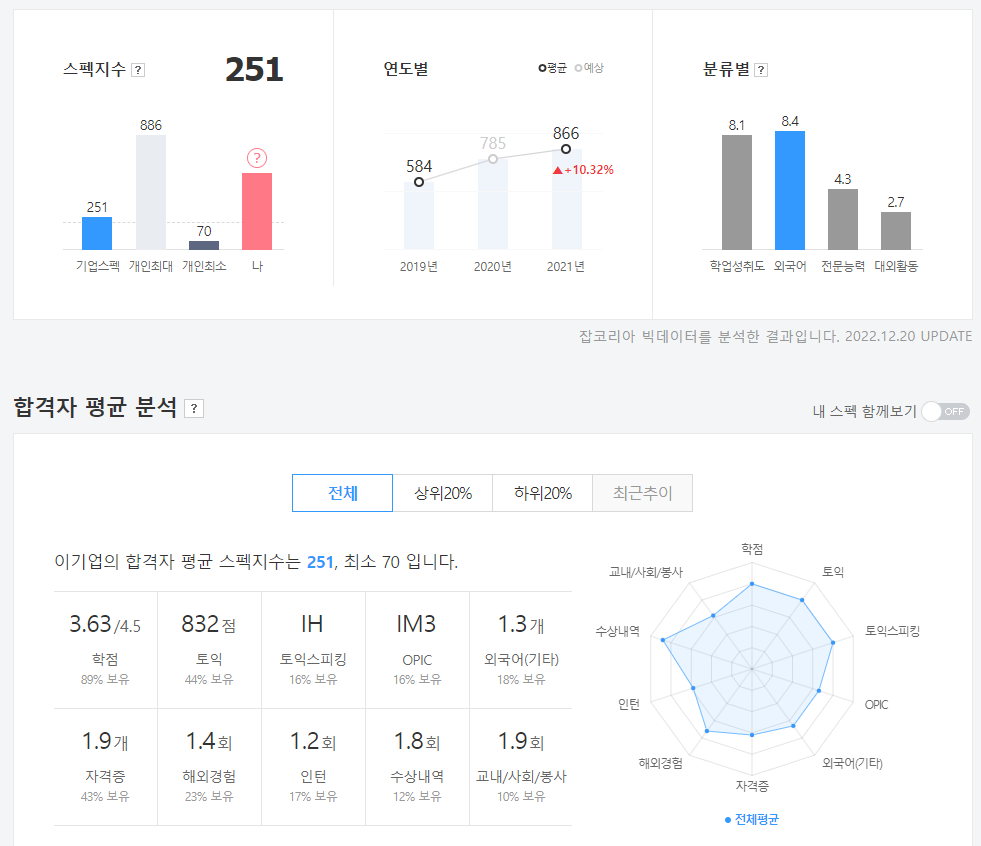 스펙지수 ?
251
886
251
70
?
기업스펙 개인최대 개인최소 나
연도별
평균 예상
584
785
866
▲+10.32%
2019년 2020년 2021년
분류별 ?
8.1
8.4
4.3
2.7
학업성취도 외국어 전문능력 대외활동
잡코리아 빅데이터를 분석한 결과입니다. 2022.12.20 UPDATE
합격자 평균 분석 ?
내 스펙 함께보기 OFF
전체 상위20% 하위20% 최근추이
이기업의 합격자 평균 스펙지수는 251, 최소 70 입니다.
3.63/4.5 832점 IH IM3 1.3개
학점 토익 토익스피킹 OPIC 외국어(기타)
89% 보유 44% 보유 16% 보유 16% 보유 18% 보유
1.9개 1.4회 1.2회 1.8회 1.9회
자격증 해외경험 인턴 수상내역 교내/사회/봉사
43% 보유 23% 보유 17% 보유 12% 보유 10% 보유
학점
토익
토익스피킹
OPIC
외국어(기타)
자격증
해외경험
인턴
수상내역
교내/사회/봉사
전체평균